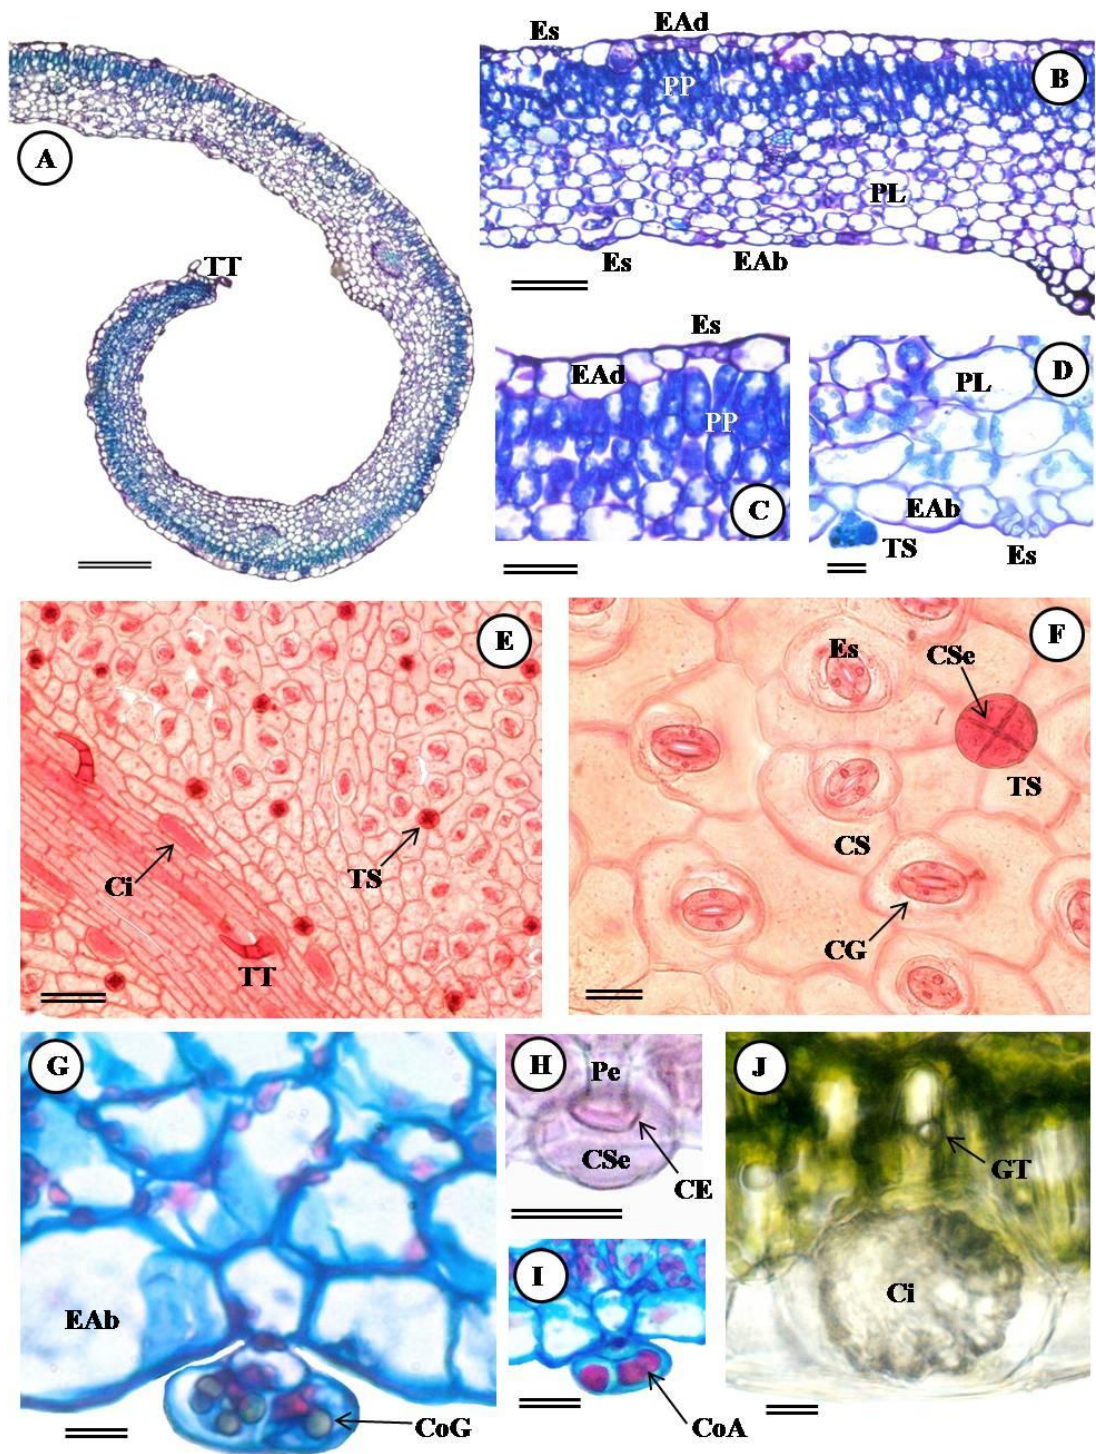 A
TT
Es
EAd
B
PP
PL
Es
EAb
Es
EAd
PP
C
D
PL
EAb
TS
Es
E
Ci
TS
TT
F
Es
CSe
TS
CS
CG
G
EAb
CoG
H
Pe
CSe
CE
I
CoA
J
GT
Ci